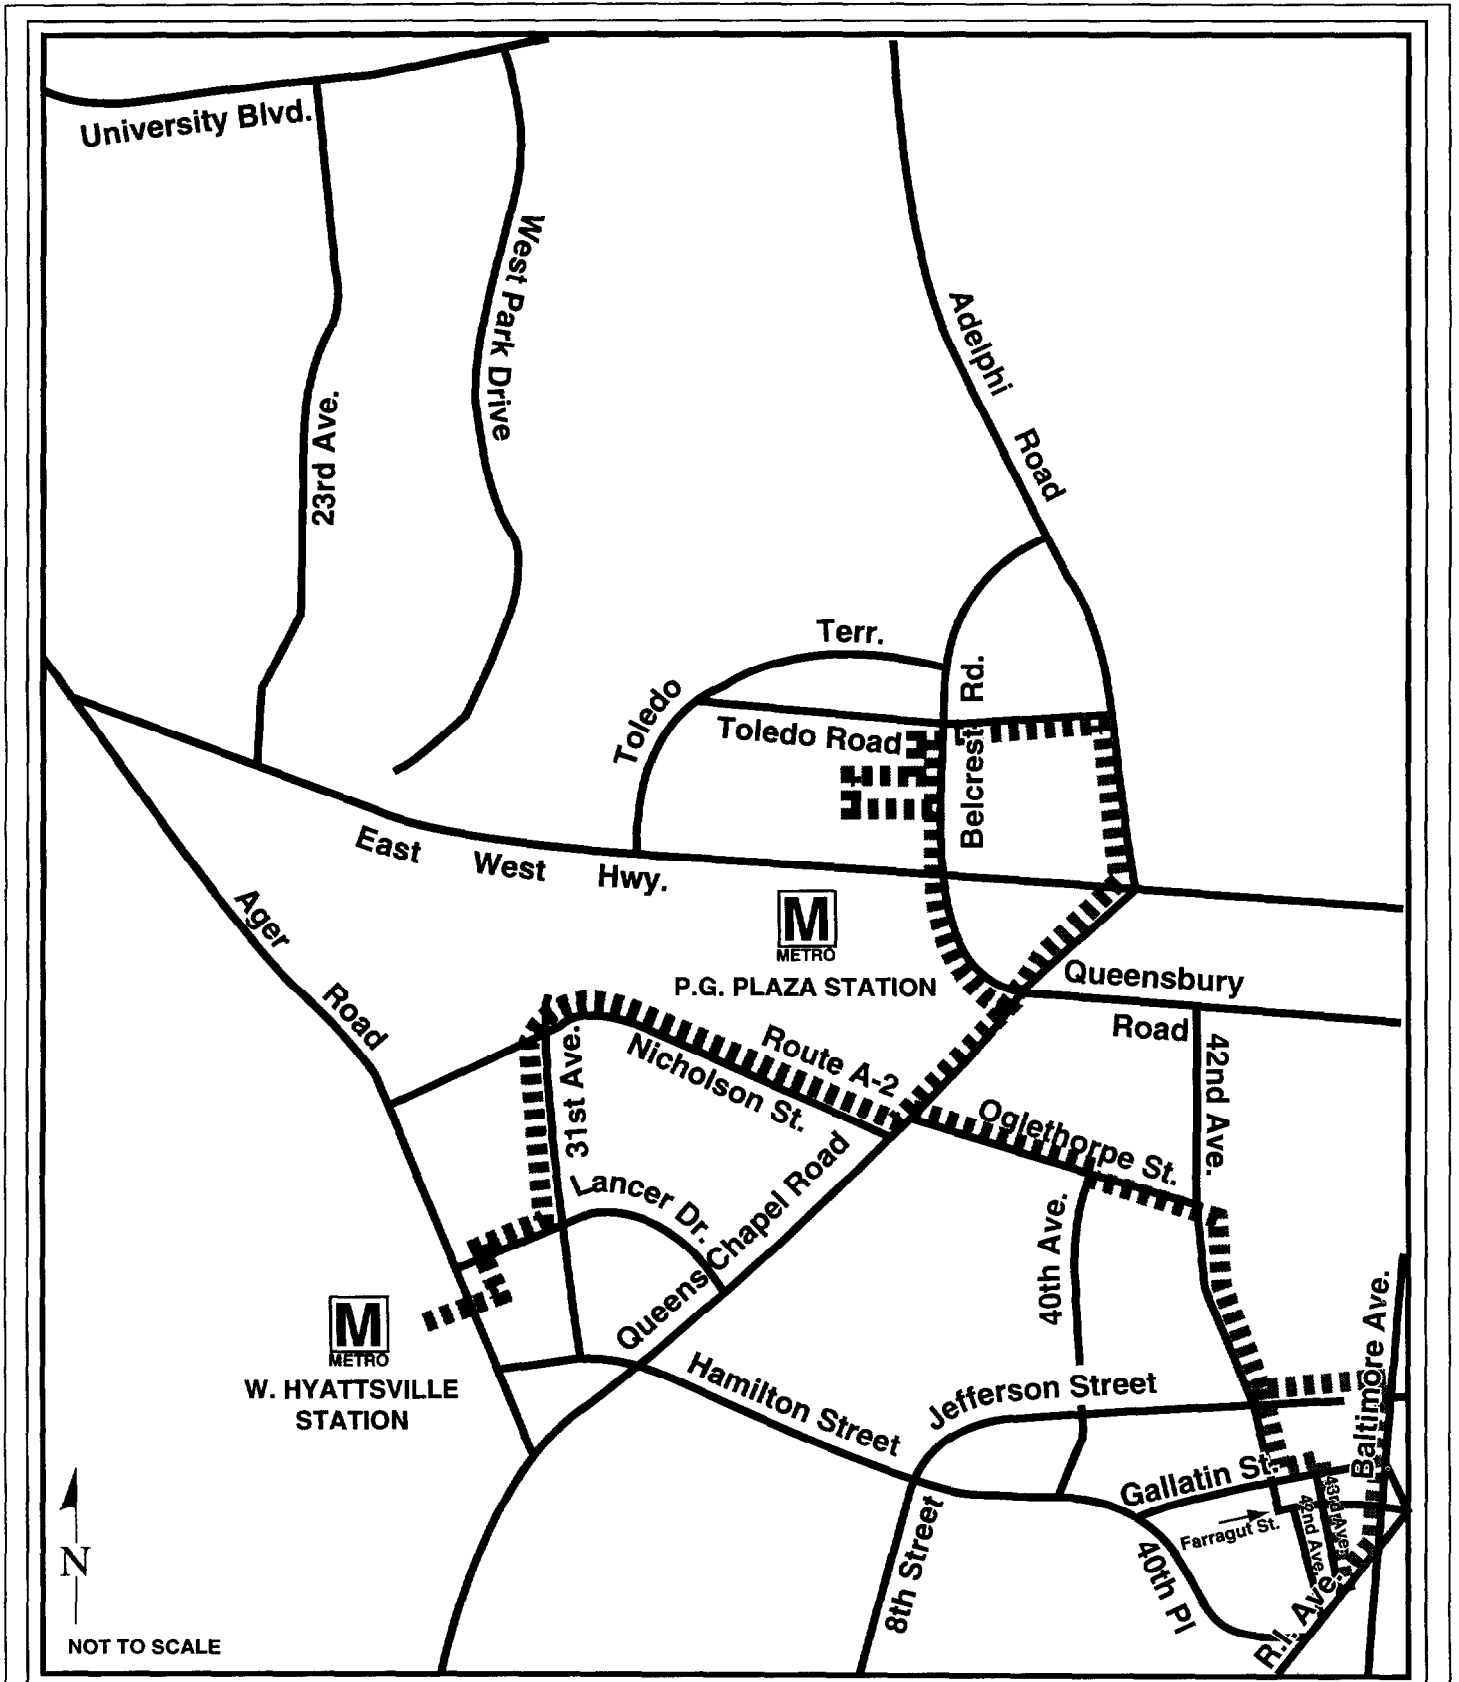 University Blvd.
West Park Drive
23rd Ave.
Adelphi Road
Terr.
Toledo
Rd.
Toledo Road
Belcrest
East West Hwy.
Ager Road
M
METRO
P.G. PLAZA STATION
Queensbury
Road
Route A-2
Nicholson St.
31st Ave.
42nd Ave.
Oglethorpe St.
Lancer Dr.
Queens Chapel Road
40th Ave.
Baltimore Ave.
M
METRO
W. HYATTSVILLE
STATION
Hamilton Street
Jefferson Street
Gallatin St.
43rd Ave.
42nd Ave.
Farragut St.
8th Street
40th Pl
R.I. Ave.
N
NOT TO SCALE